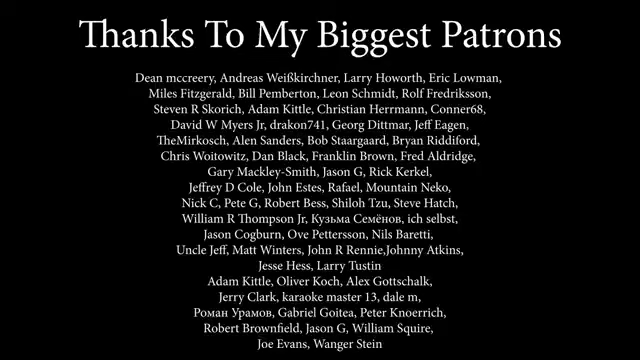 Thanks To My Biggest Patrons
Dean mccreery, Andreas Weißkirchner, Larry Howorth, Eric Lowman,
Miles Fitzgerald, Bill Pemberton, Leon Schmidt, Rolf Fredriksson,
Steven R Skorich, Adam Kittle, Christian Herrmann, Conner68,
David W Myers Jr, drakon741, Georg Dittmar, Jeff Eagen,
TheMirkosch, Alen Sanders, Bob Staargaard, Bryan Riddiford,
Chris Woitowitz, Dan Black, Franklin Brown, Fred Aldridge,
Gary Mackley-Smith, Jason G, Rick Kerkel,
Jeffrey D Cole, John Estes, Rafael, Mountain Neko,
Nick C, Pete G, Robert Bess, Shiloh Tzu, Steve Hatch,
William R Thompson Jr, Кузьма Семёнов, ich selbst,
Jason Cogburn, Ove Pettersson, Nils Baretti,
Uncle Jeff, Matt Winters, John R Rennie,Johnny Atkins,
Jesse Hess, Larry Tustin
Adam Kittle, Oliver Koch, Alex Gottschalk,
Jerry Clark, karaoke master 13, dale m,
Роман Урамов, Gabriel Goitea, Peter Knoerrich,
Robert Brownfield, Jason G, William Squire,
Joe Evans, Wanger Stein